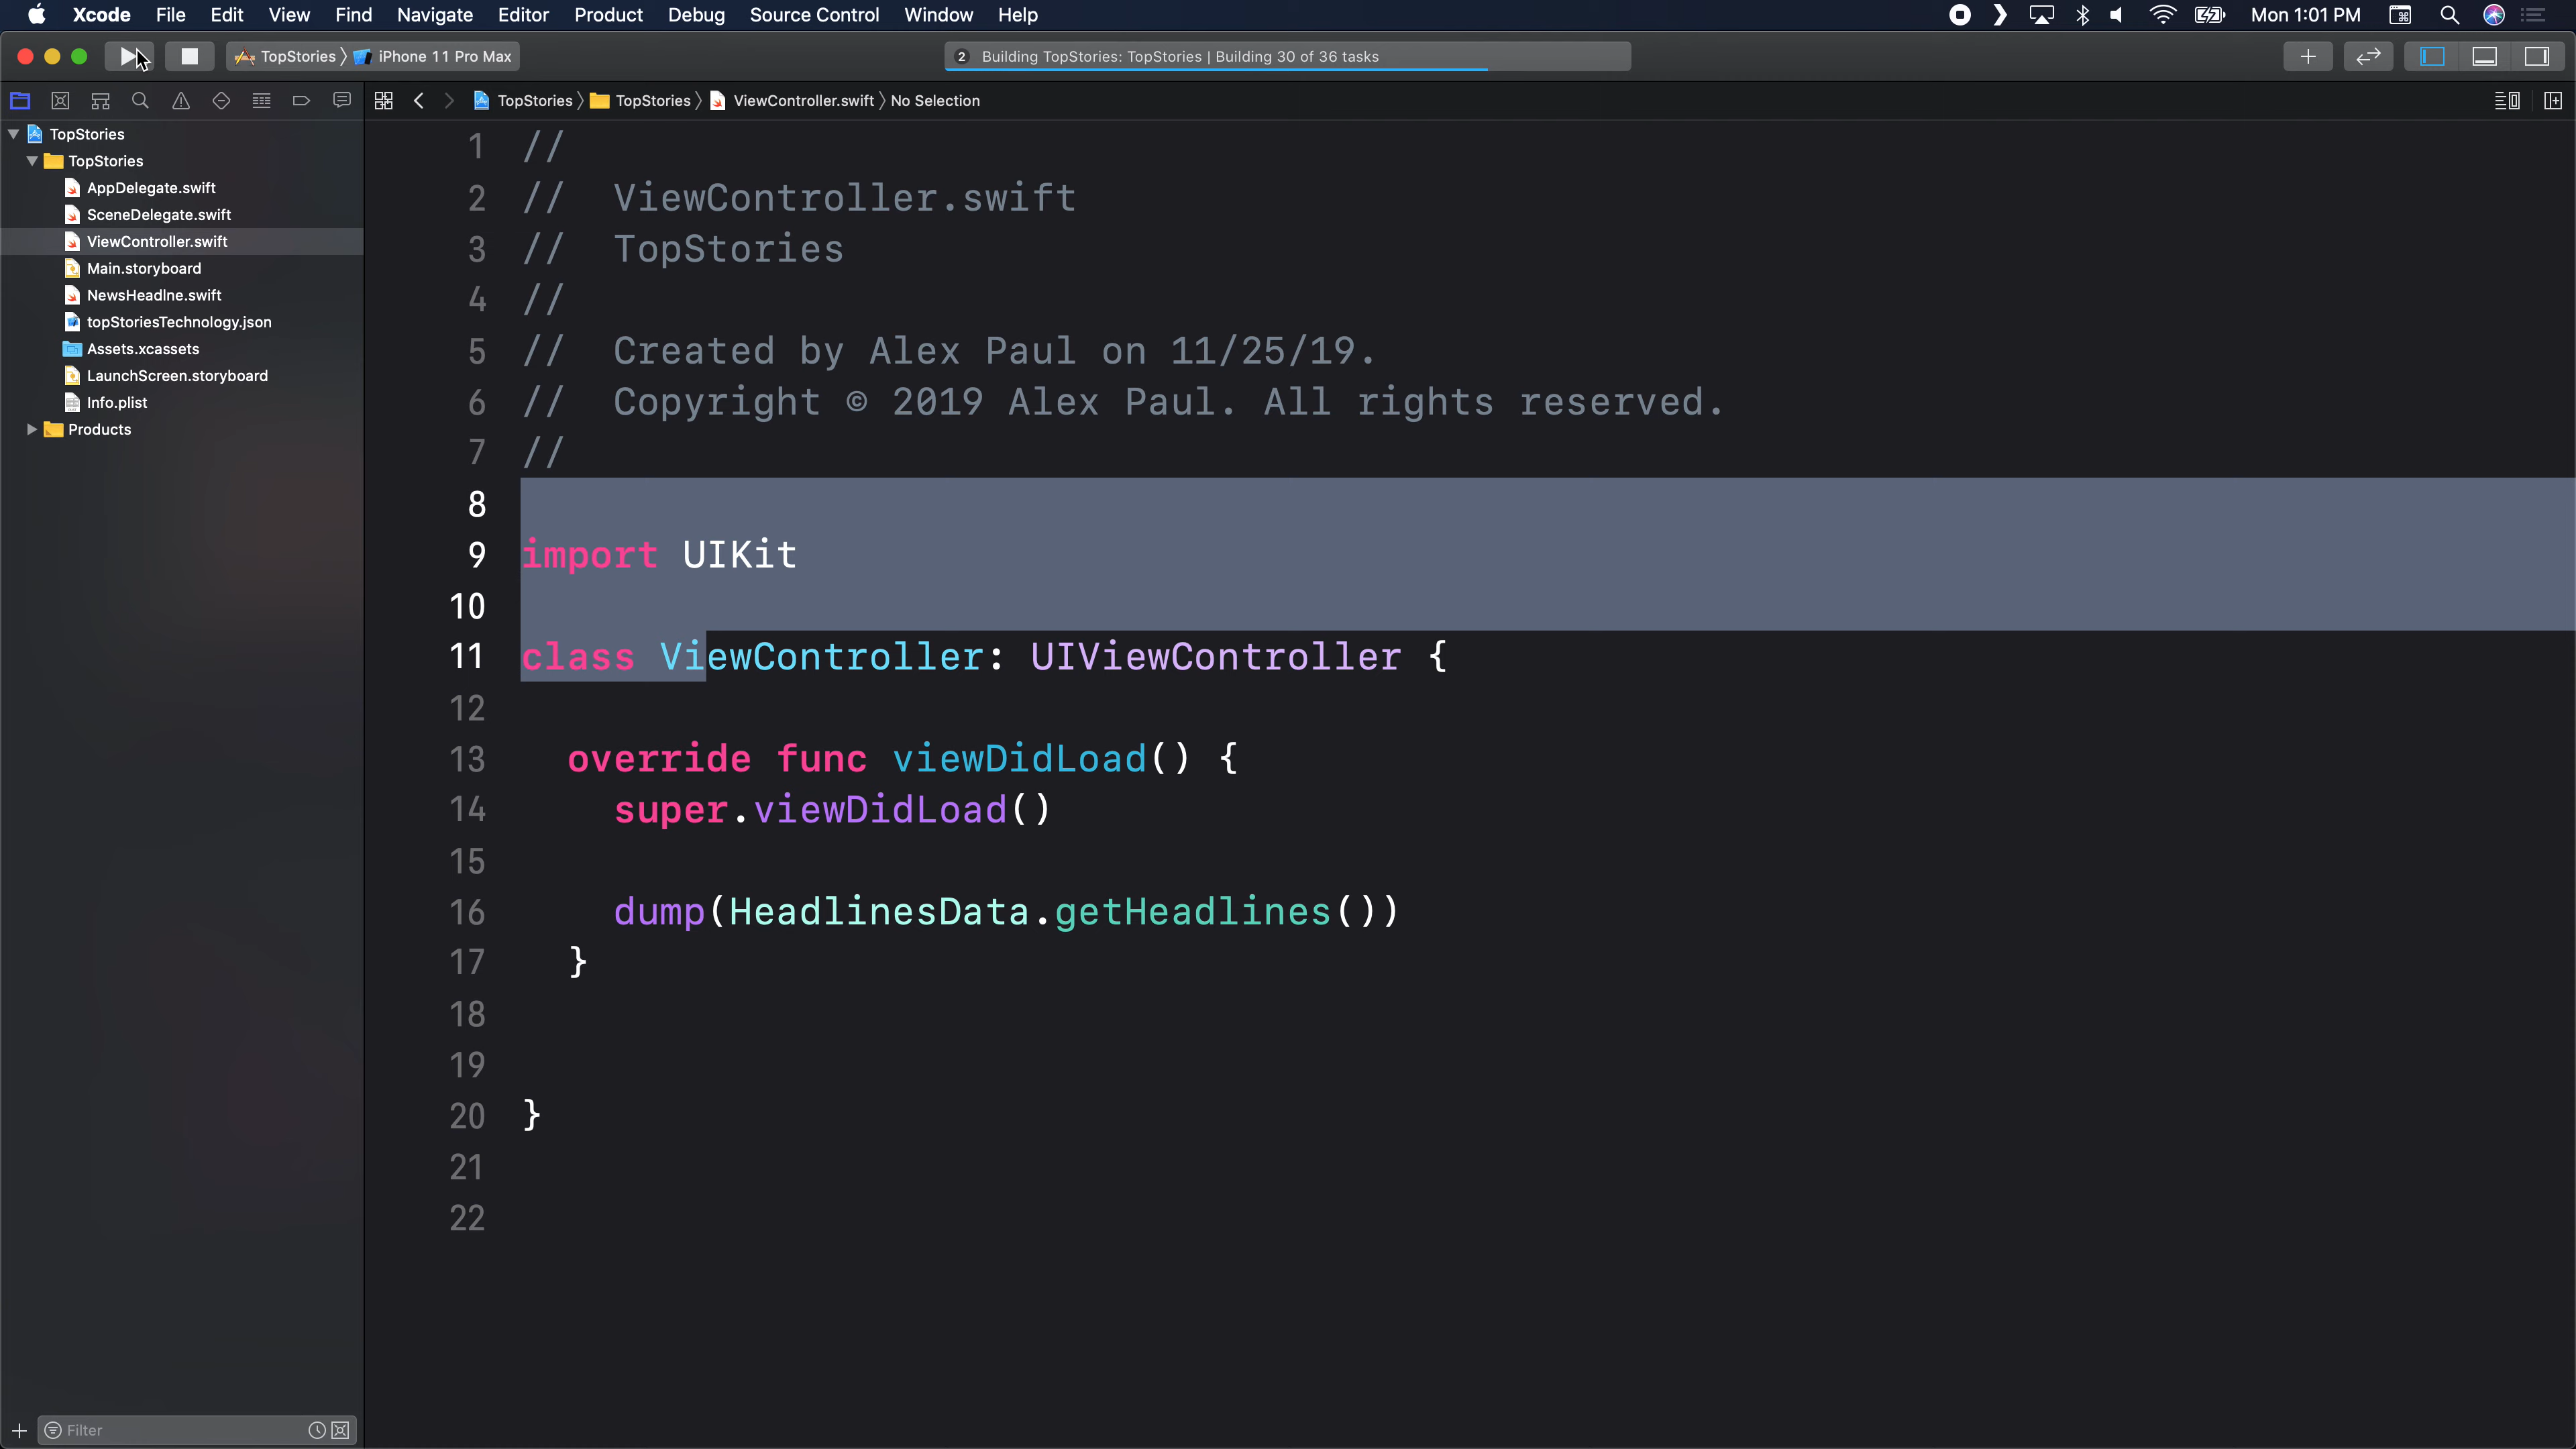 Xcode File Edit View Find Navigate Editor Product Debug Source Control Window Help Mon 1:01 PM
TopStories iPhone 11 Pro Max 2 Building TopStories: TopStories | Building 30 of 36 tasks
TopStories TopStories ViewController.swift No Selection
TopStories
TopStories
AppDelegate.swift
SceneDelegate.swift
ViewController.swift
Main.storyboard
NewsHeadlne.swift
topStoriesTechnology.json
Assets.xcassets
LaunchScreen.storyboard
Info.plist
Products
Filter
1 //
2 // ViewController.swift
3 // TopStories
4 //
5 // Created by Alex Paul on 11/25/19.
6 // Copyright © 2019 Alex Paul. All rights reserved.
7 //
8
9 import UIKit
10
11 class ViewController: UIViewController {
12
13 override func viewDidLoad() {
14 super.viewDidLoad()
15
16 dump(HeadlinesData.getHeadlines())
17 }
18
19
20 }
21
22